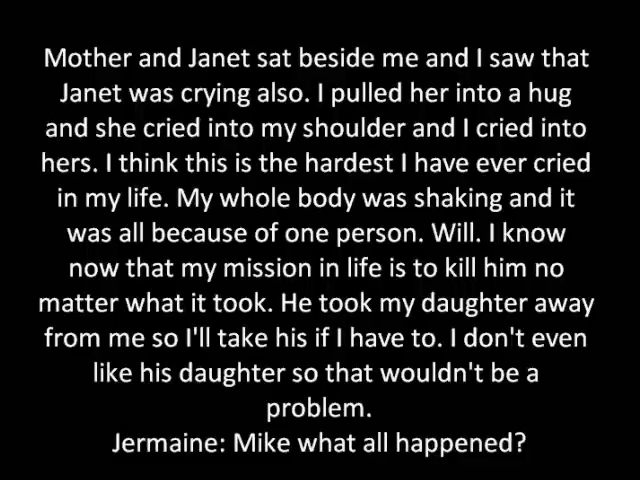 Mother and Janet sat beside me and I saw that
Janet was crying also. I pulled her into a hug
and she cried into my shoulder and I cried into
hers. I think this is the hardest I have ever cried
in my life. My whole body was shaking and it
was all because of one person. Will. I know
now that my mission in life is to kill him no
matter what it took. He took my daughter away
from me so I'll take his if I have to. I don't even
like his daughter so that wouldn't be a
problem.
Jermaine: Mike what all happened?